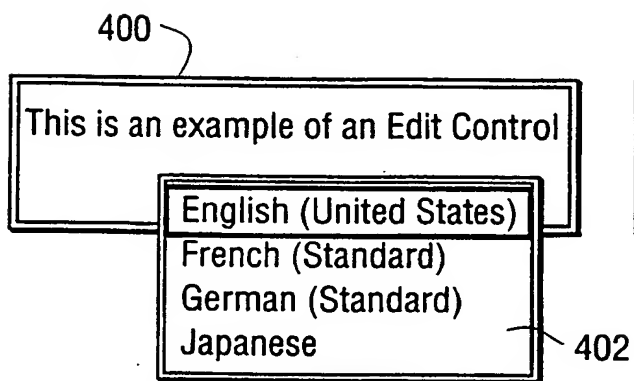 400
This is an example of an Edit Control
English (United States)
French (Standard)
German (Standard)
Japanese
402